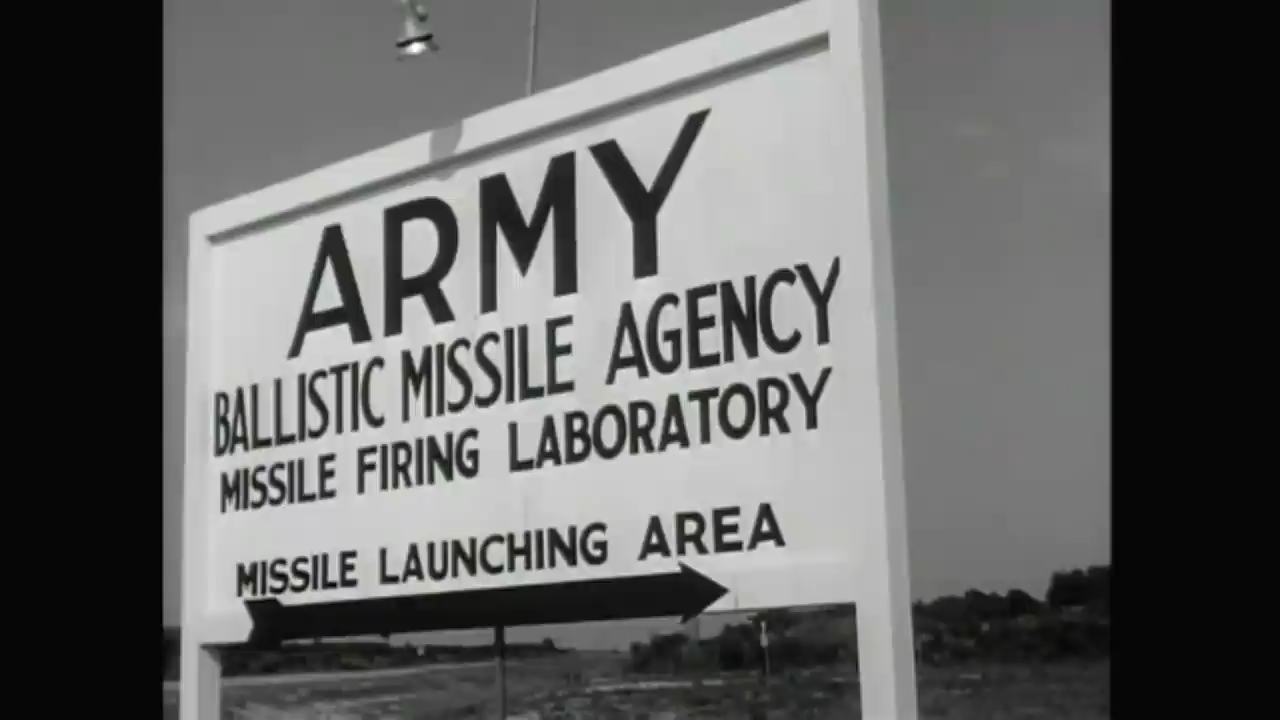 ARMY
BALLISTIC MISSILE AGENCY
MISSILE FIRING LABORATORY
MISSILE LAUNCHING AREA